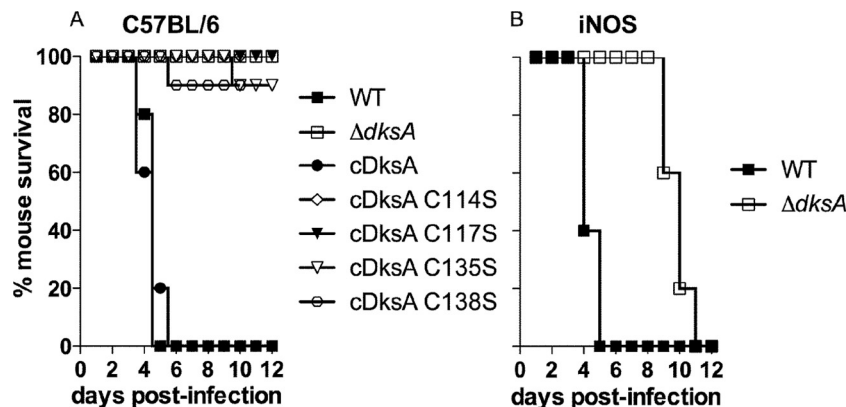 A
C57BL/6
% mouse survival
100
80
60
40
20
0
0 2 4 6 8 10 12
days post-infection
WT
ΔdksA
cDksA
cDksA C114S
cDksA C117S
cDksA C135S
cDksA C138S
B
iNOS
0 2 4 6 8 10 12
days post-infection
WT
ΔdksA